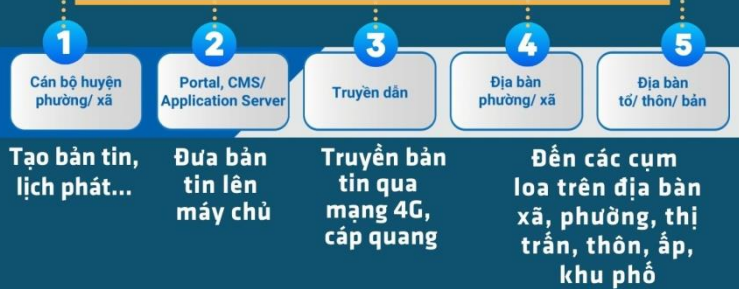 1
2
3
4
5
Cán bộ huyện
phường/ xã
Portal, CMS/
Application Server
Truyền dẫn
Địa bàn
phường/ xã
Địa bàn
tổ/ thôn/ bản
Tạo bản tin,
lịch phát...
Đưa bản
tin lên
máy chủ
Truyền bản
tin qua
mạng 4G,
cáp quang
Đến các cụm
loa trên địa bàn
xã, phường, thị
trấn, thôn, ấp,
khu phố